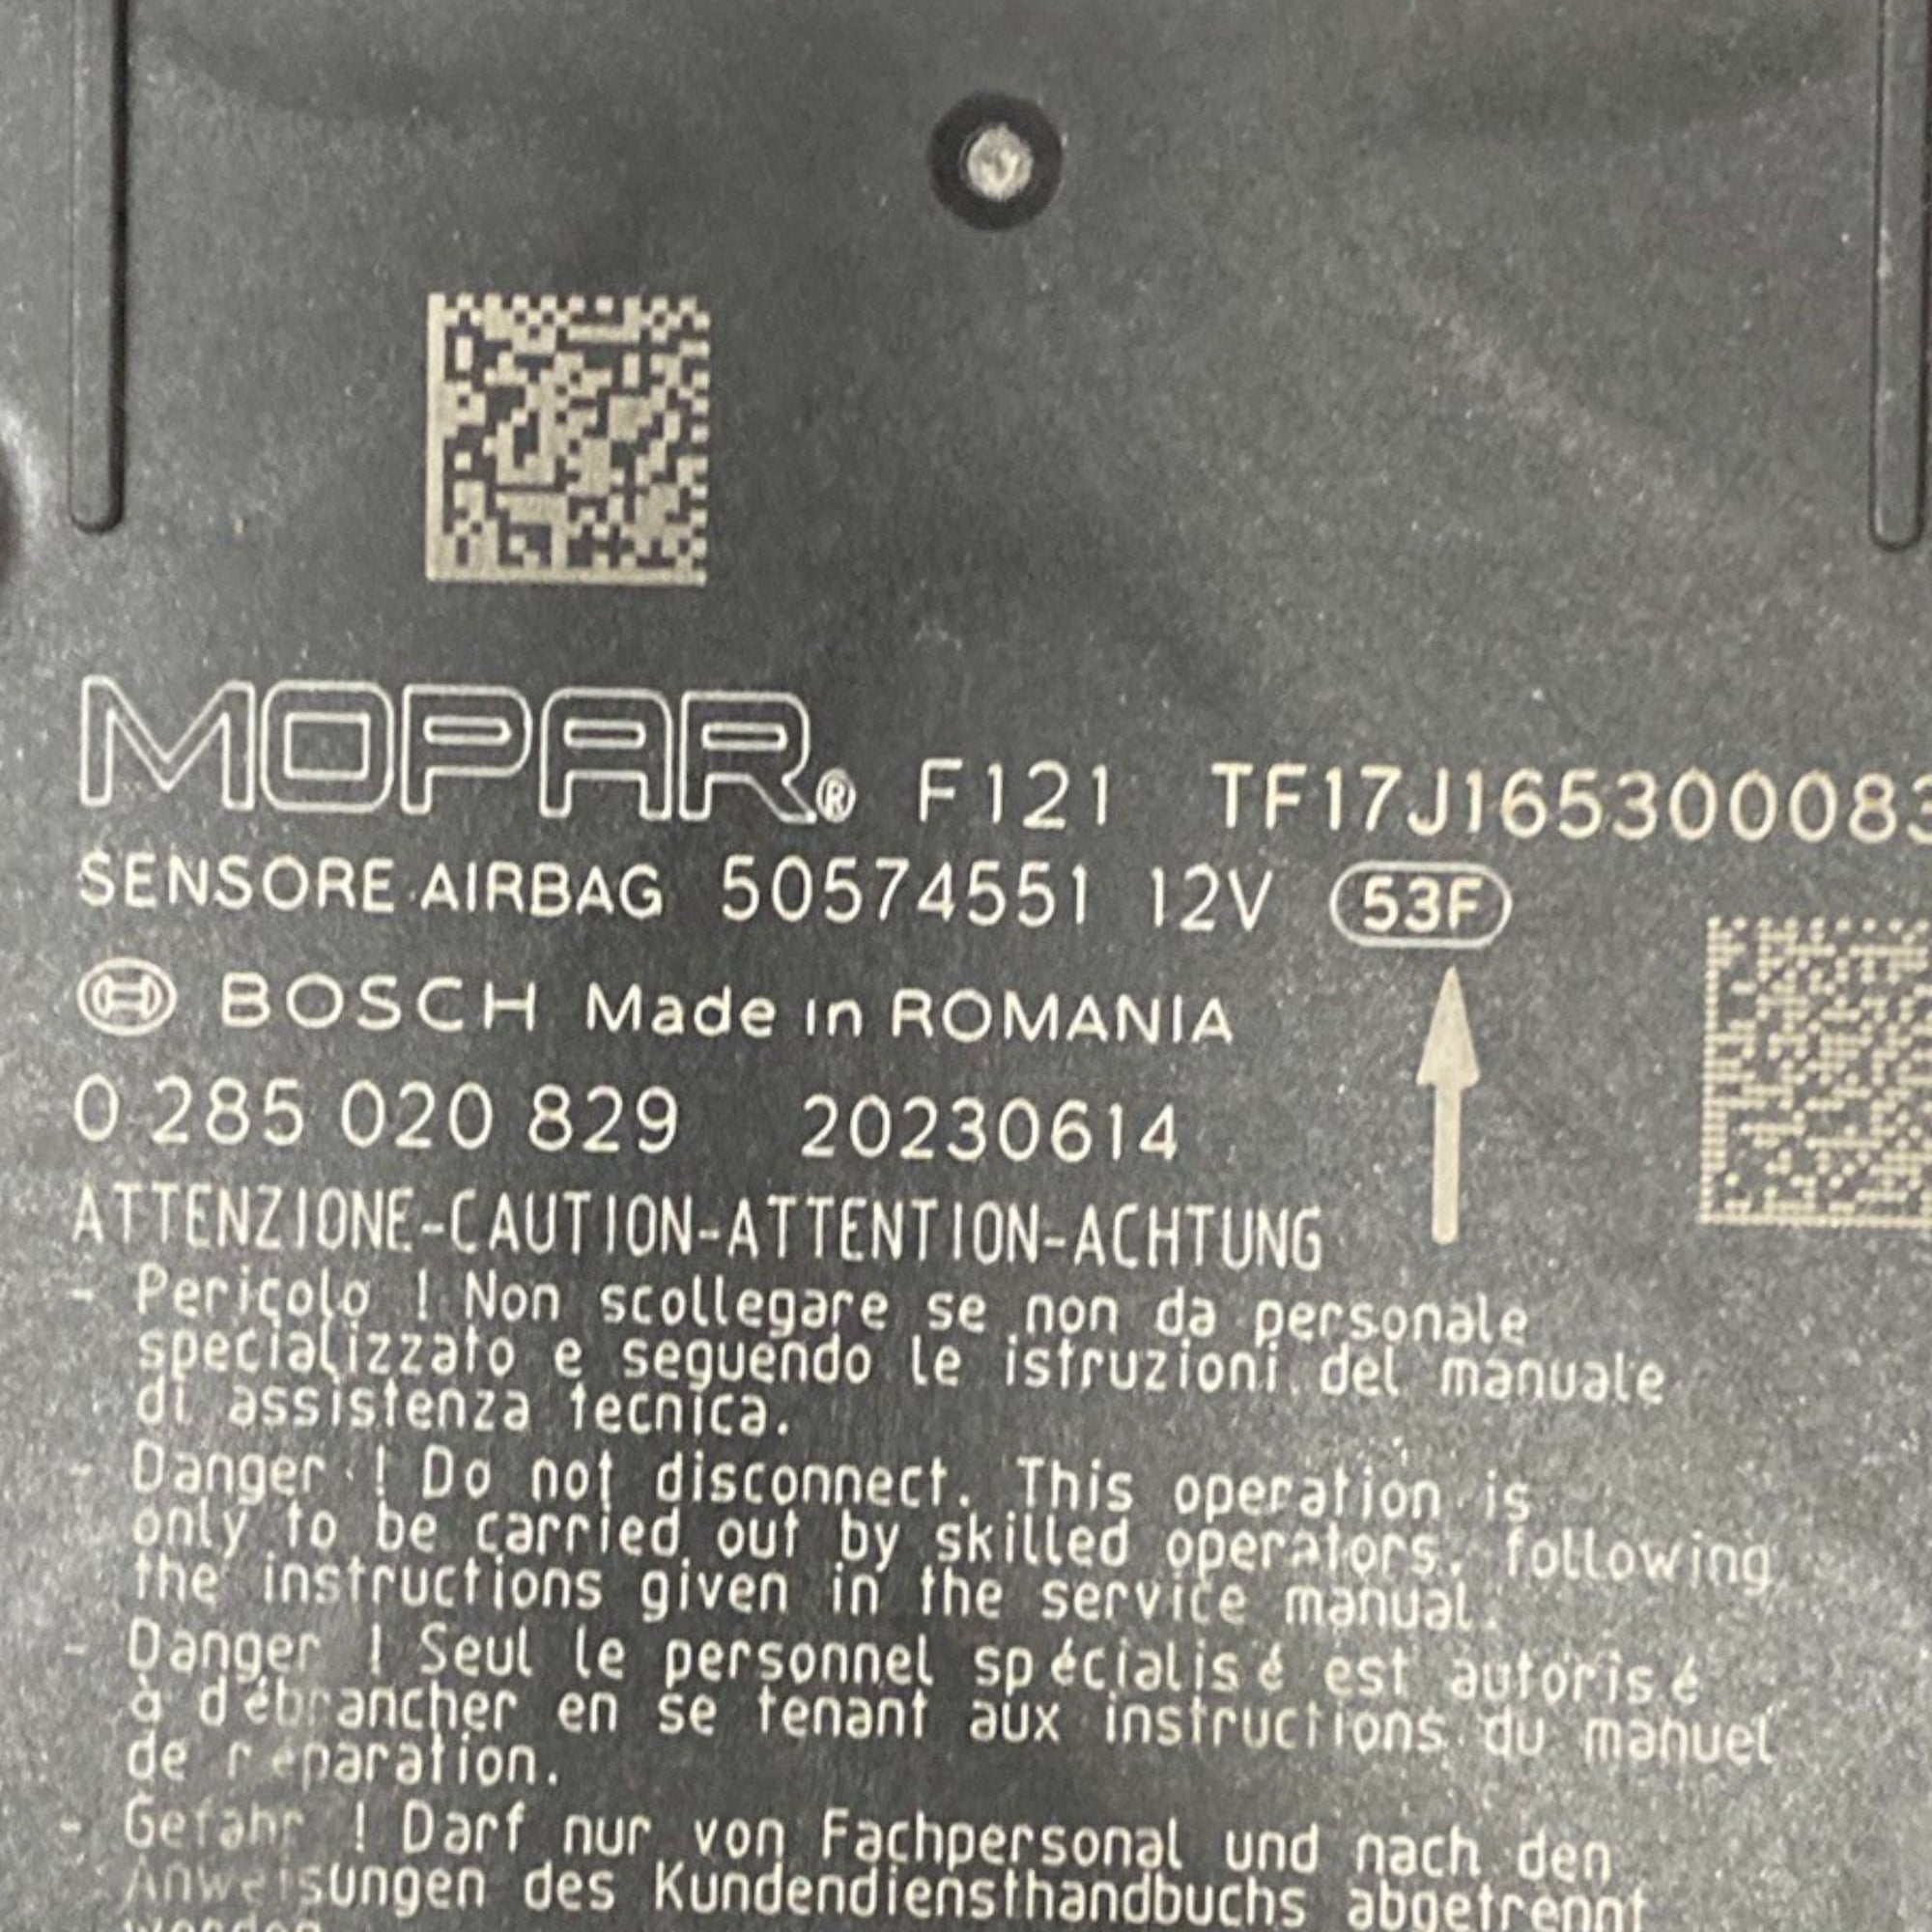 MOPAR® F121 TF17J16530008
SENSORE AIRBAG 50574551 12V 53F
BOSCH Made in ROMANIA
0 285 020 829 20230614
ATTENZIONE-CAUTION-ATTENTION-ACHTUNG
- Pericolo ! Non scollegare se non da personale
specializzato e seguendo le istruzioni del manuale
di assistenza tecnica.
- Danger ! Do not disconnect. This operation is
only to be carried out by skilled operators, following
the instructions given in the service manual.
- Danger ! Seul le personnel spécialisé est autorisé
à débrancher en se tenant aux instructions du manuel
de réparation.
- Gefahr ! Darf nur von Fachpersonal und nach den
Anweisungen des Kundendiensthandbuchs abgetrennt